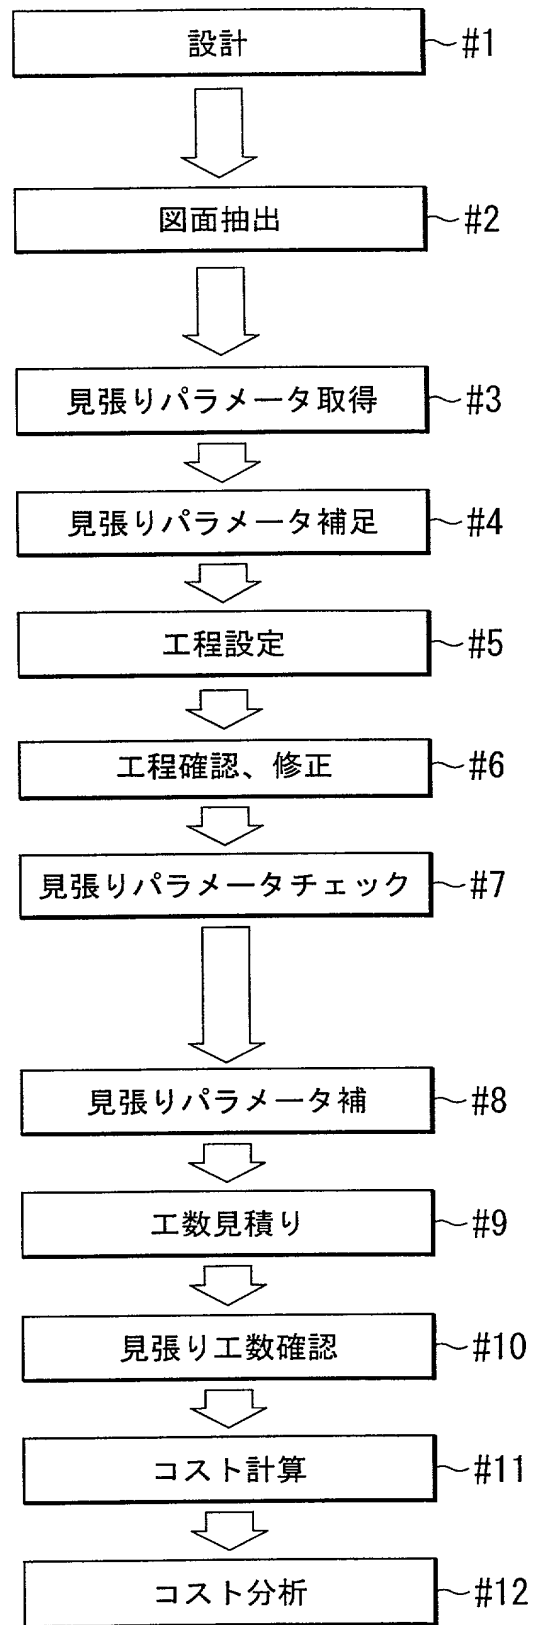 設計 #1
図面抽出 #2
見張りパラメータ取得 #3
見張りパラメータ補足 #4
工程設定 #5
工程確認、修正 #6
見張りパラメータチェック #7
見張りパラメータ補 #8
工数見積り #9
見張り工数確認 #10
コスト計算 #11
コスト分析 #12